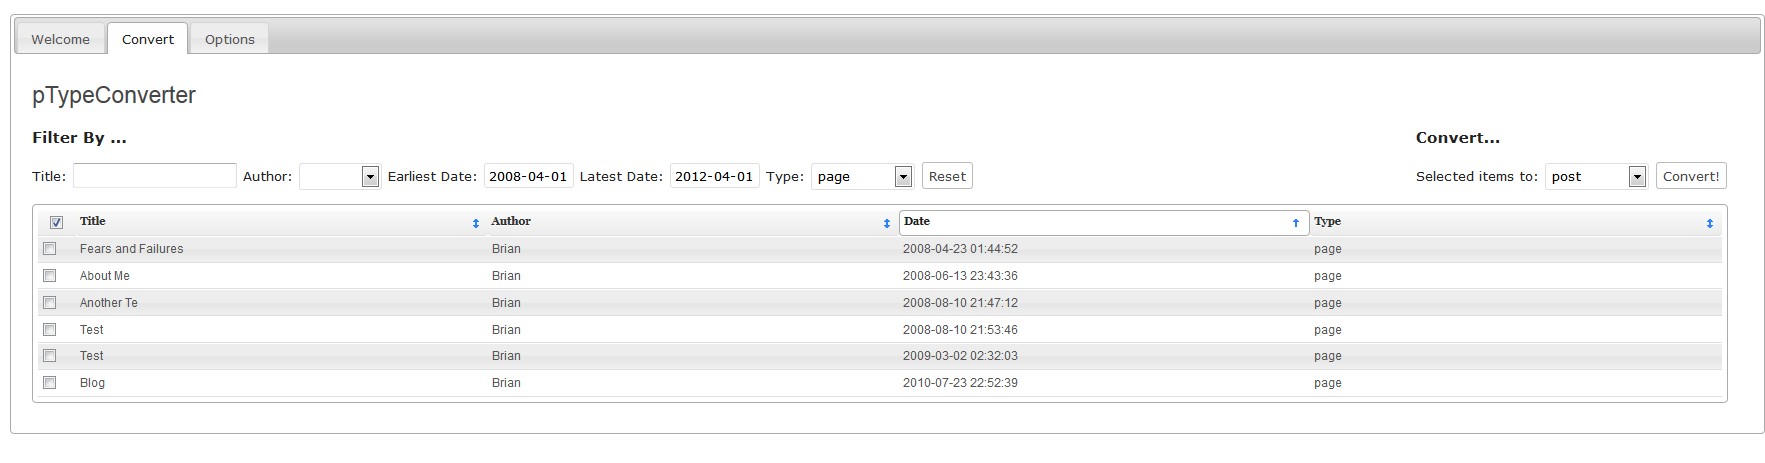 Welcome Convert Options
pTypeConverter
Filter By ... Convert...
Title: Author: Earliest Date: 2008-04-01 Latest Date: 2012-04-01 Type: page Reset Selected items to: post Convert!
Title Author Date Type
Fears and Failures Brian 2008-04-23 01:44:52 page
About Me Brian 2008-06-13 23:43:36 page
Another Te Brian 2008-08-10 21:47:12 page
Test Brian 2008-08-10 21:53:46 page
Test Brian 2009-03-02 02:32:03 page
Blog Brian 2010-07-23 22:52:39 page